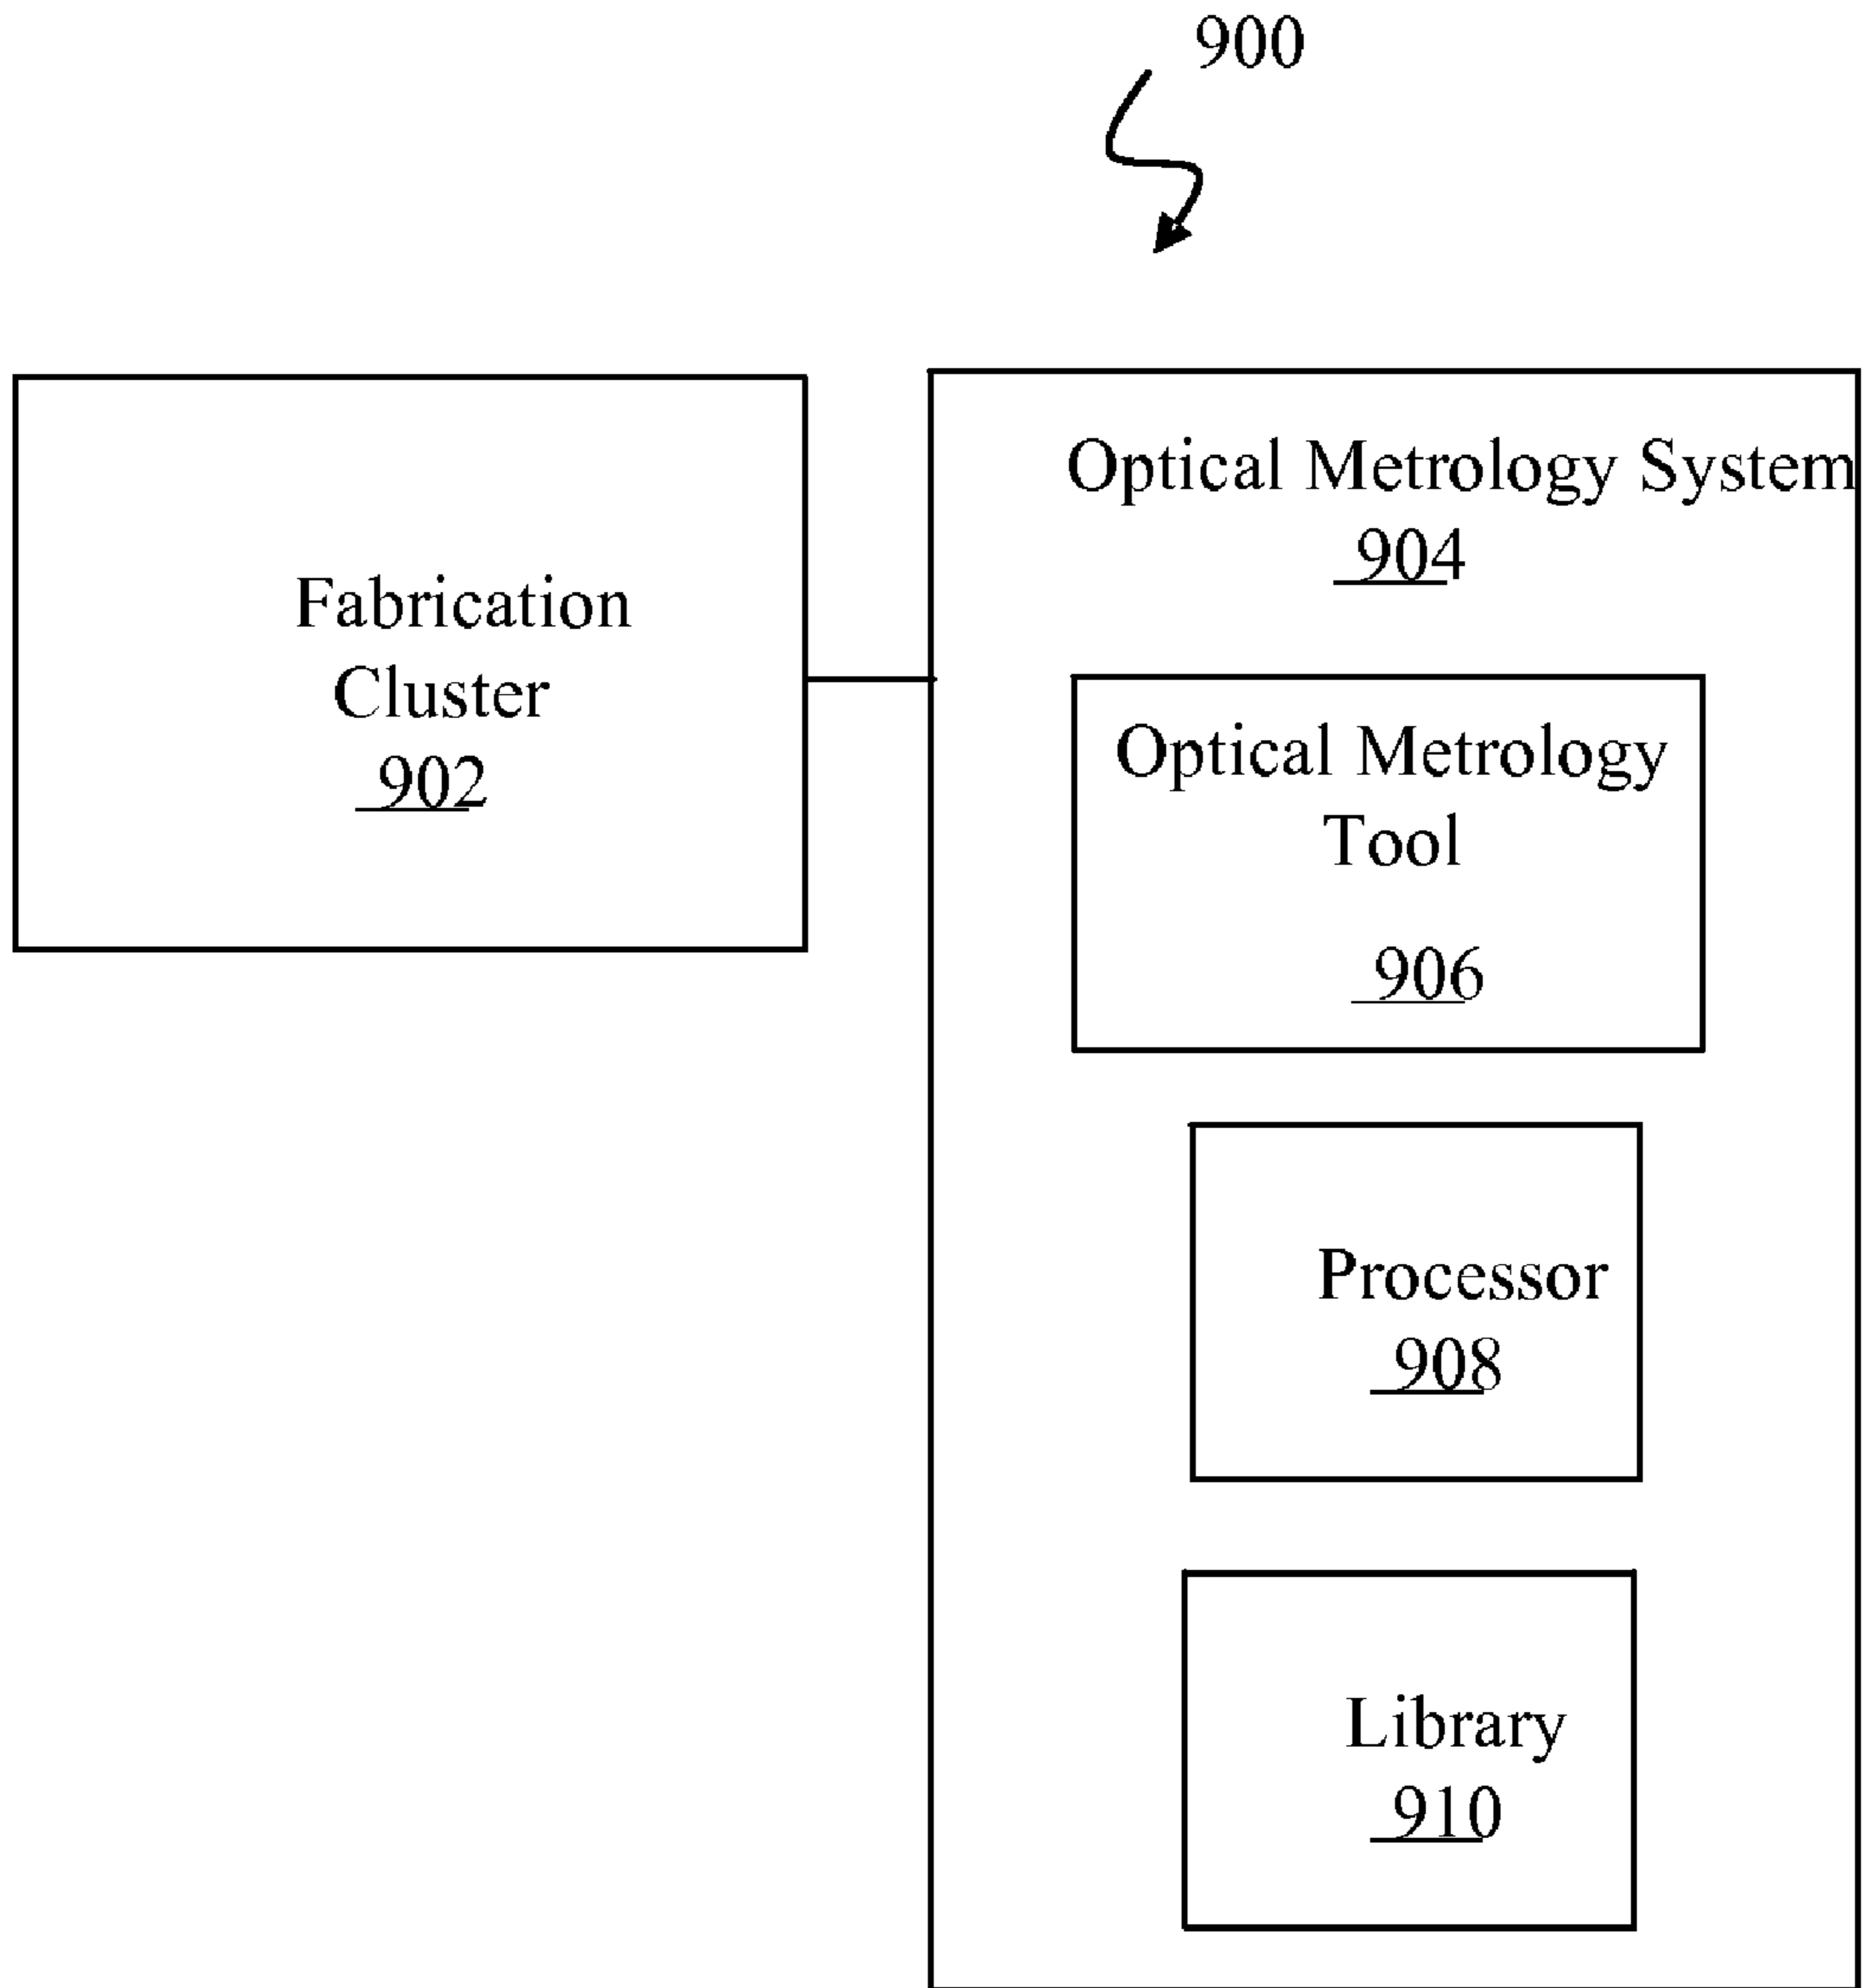 900
Fabrication
Cluster
902
Optical Metrology System
904
Optical Metrology
Tool
906
Processor
908
Library
910